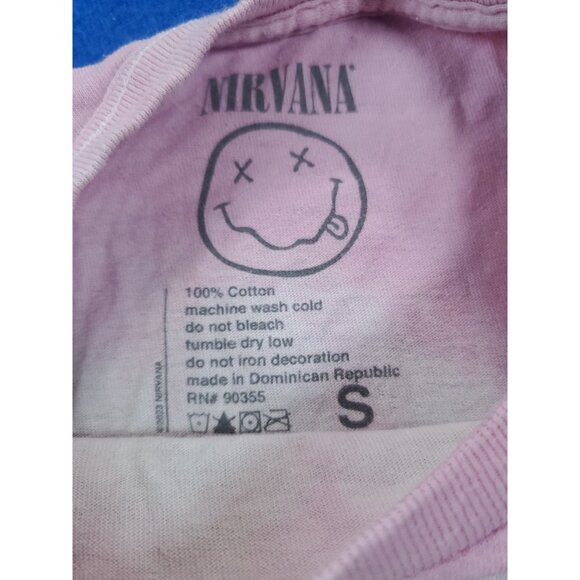 NIRVANA
100% Cotton
machine wash cold
do not bleach
tumble dry low
do not iron decoration
made in Dominican Republic
RN# 90355
S
NIRVANA